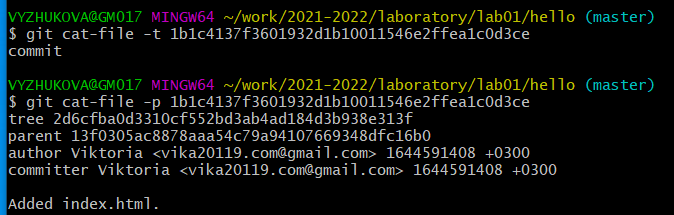 VYZHUKOVA@GM017 MINGW64 ~/work/2021-2022/laboratory/lab01/hello (master)
$ git cat-file -t 1b1c4137f3601932d1b10011546e2ffea1c0d3ce
commit
VYZHUKOVA@GM017 MINGW64 ~/work/2021-2022/laboratory/lab01/hello (master)
$ git cat-file -p 1b1c4137f3601932d1b10011546e2ffea1c0d3ce
tree 2d6cfba0d3310cf552bd3ab4ad184d3b938e313f
parent 13f0305ac8878aaa54c79a94107669348dfc16b0
author Viktoria <vika20119.com@gmail.com> 1644591408 +0300
committer Viktoria <vika20119.com@gmail.com> 1644591408 +0300
Added index.html.